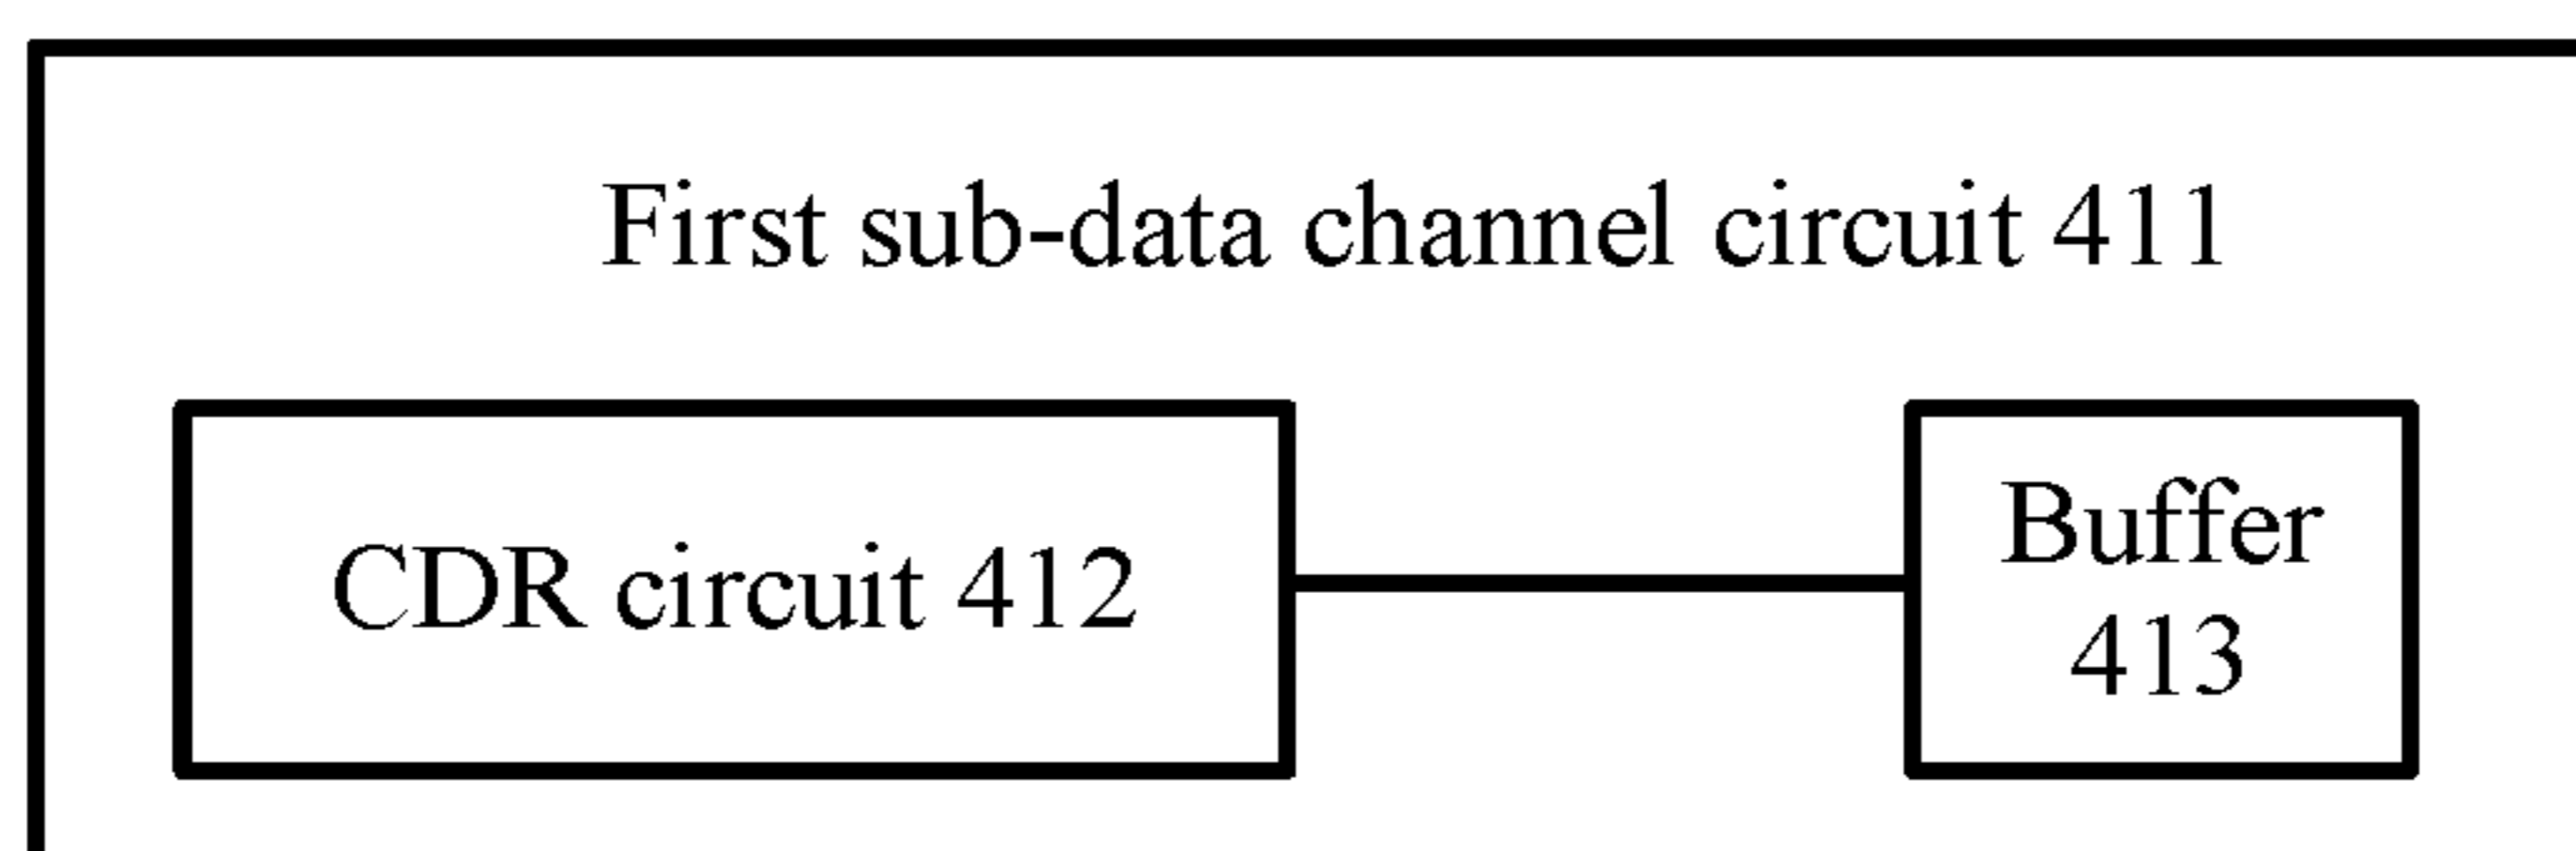 First sub-data channel circuit 411
CDR circuit 412
Buffer
413